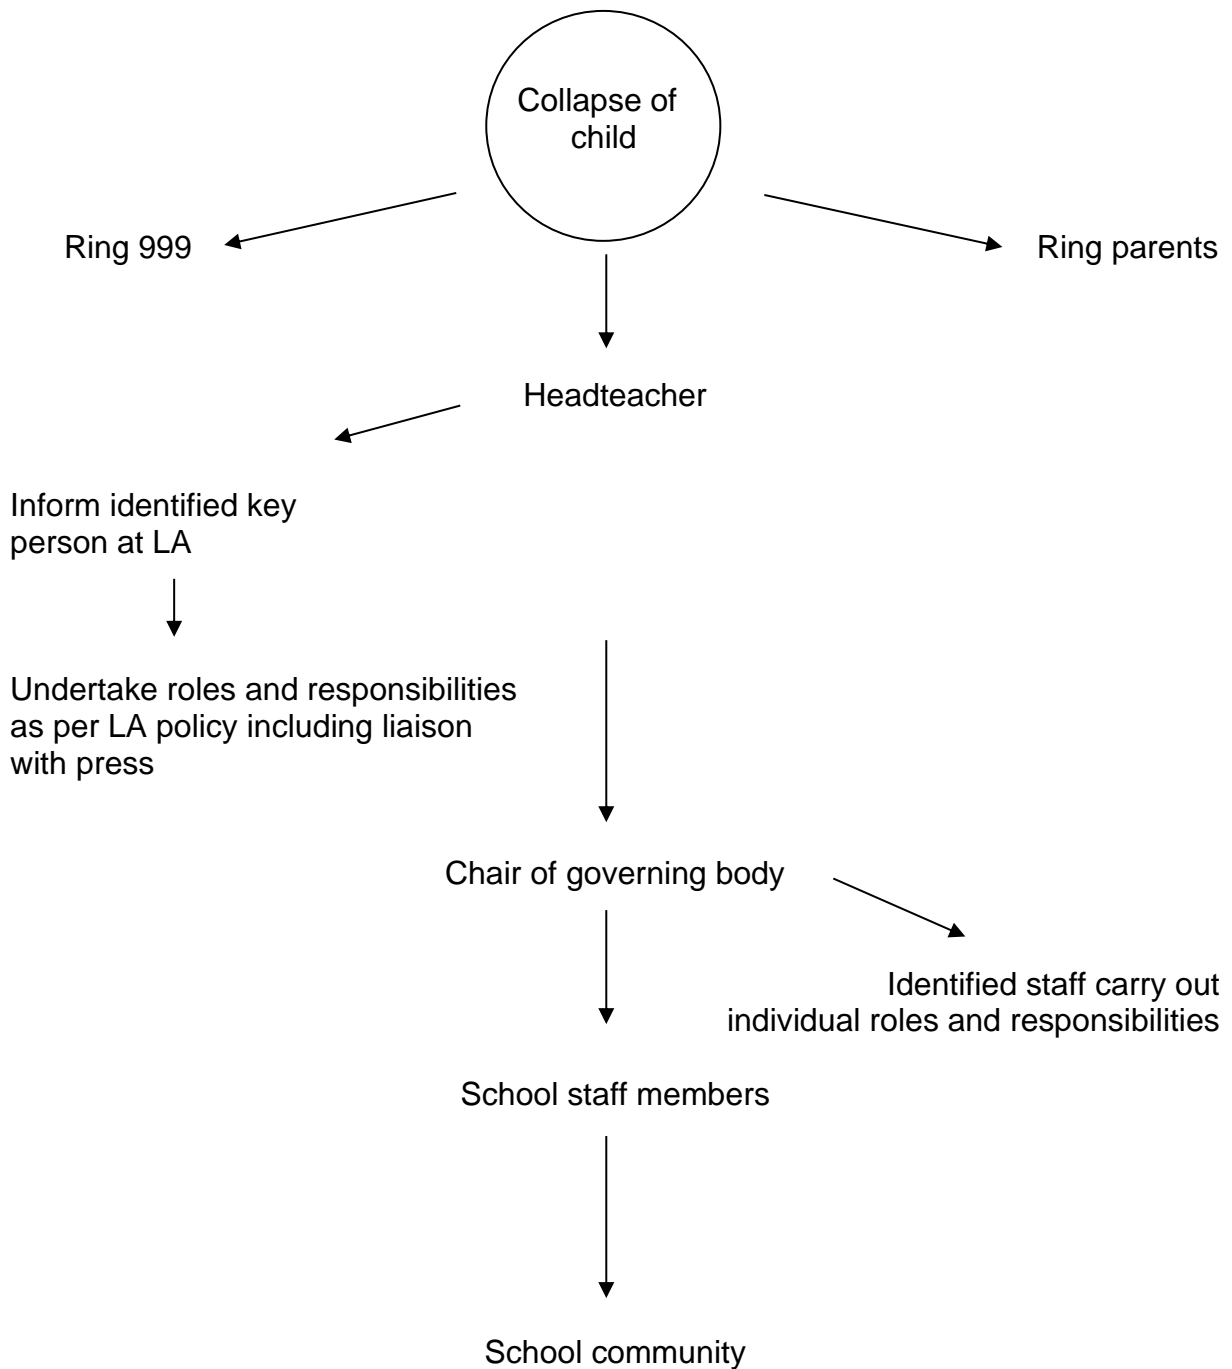 Collapse of
child
Ring 999
Ring parents
Headteacher
Inform identified key
person at LA
Undertake roles and responsibilities
as per LA policy including liaison
with press
Chair of governing body
Identified staff carry out
individual roles and responsibilities
School staff members
School community